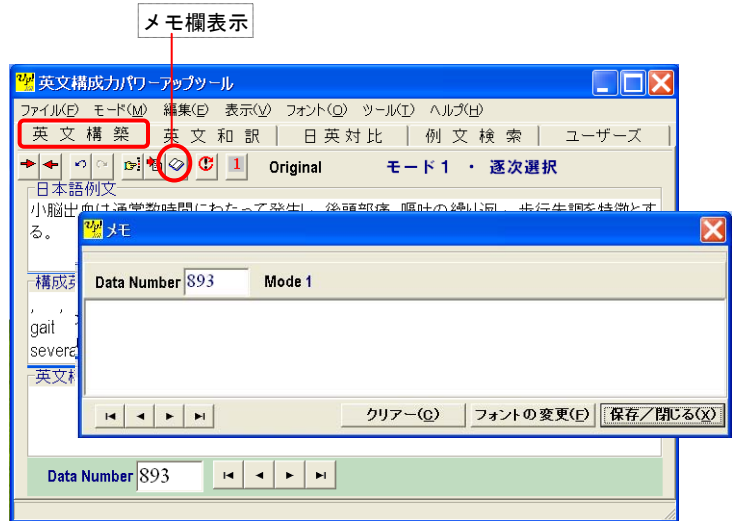 メモ欄表示
英文構成力パワーアップツール
ファイル(F) モード(M) 編集(E) 表示(V) フォント(O) ツール(T) ヘルプ(H)
英 文 構 築 英 文 和 訳 日 英 対 比 例 文 検 索 ユーザーズ
1 Original モード1 ・ 逐次選択
日本語例文
小脳出血は通常数時間にわたって発生し、後頭部痛、嘔吐の繰り返し、歩行失調を特徴とす
る。
メモ
構成
Data Number 893 Mode 1
, ,
gait
several
英文
クリアー(C) フォントの変更(F) 保存/閉じる(X)
Data Number 893